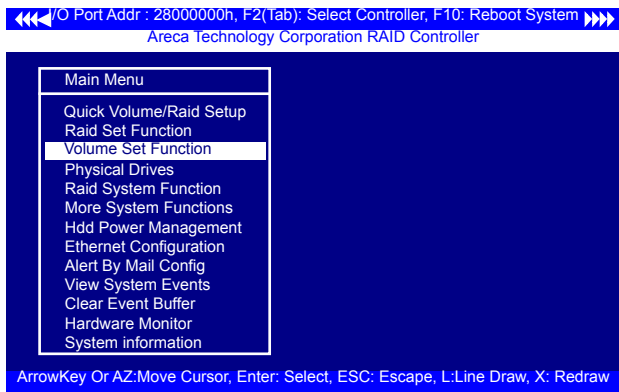 /O Port Addr : 28000000h, F2(Tab): Select Controller, F10: Reboot System
Areca Technology Corporation RAID Controller
Main Menu
Quick Volume/Raid Setup
Raid Set Function
Volume Set Function
Physical Drives
Raid System Function
More System Functions
Hdd Power Management
Ethernet Configuration
Alert By Mail Config
View System Events
Clear Event Buffer
Hardware Monitor
System information
ArrowKey Or AZ:Move Cursor, Enter: Select, ESC: Escape, L:Line Draw, X: Redraw